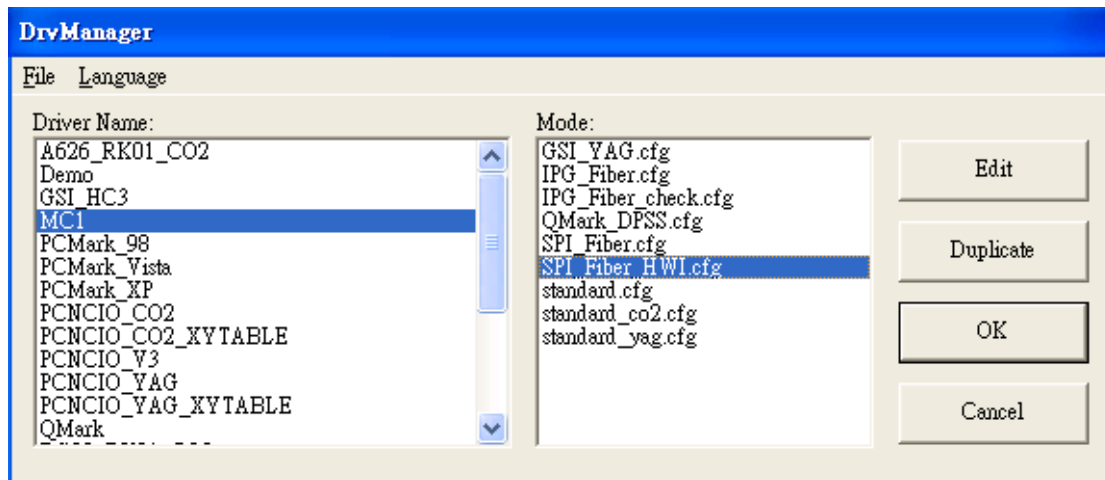 DrvManager
File Language
Driver Name:
A626_RK01_CO2
Demo
GSI_HC3
MC1
PCMark_98
PCMark_Vista
PCMark_XP
PCNCIO_CO2
PCNCIO_CO2_XYTABLE
PCNCIO_V3
PCNCIO_YAG
PCNCIO_YAG_XYTABLE
QMark
Mode:
GSI_YAG.cfg
IPG_Fiber.cfg
IPG_Fiber_check.cfg
QMark_DPSS.cfg
SPI_Fiber.cfg
SPI_Fiber_HWI.cfg
standard.cfg
standard_co2.cfg
standard_yag.cfg
Edit
Duplicate
OK
Cancel